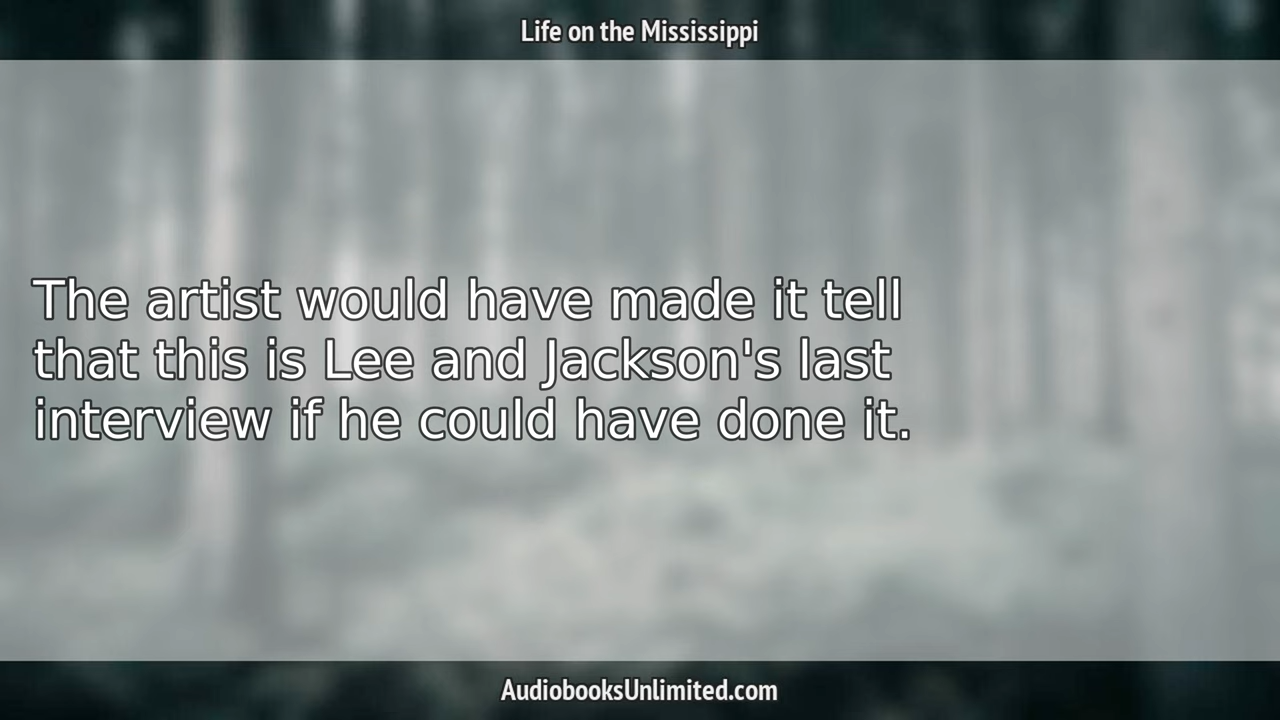 Life on the Mississippi
The artist would have made it tell
that this is Lee and Jackson's last
interview if he could have done it.
AudiobooksUnlimited.com